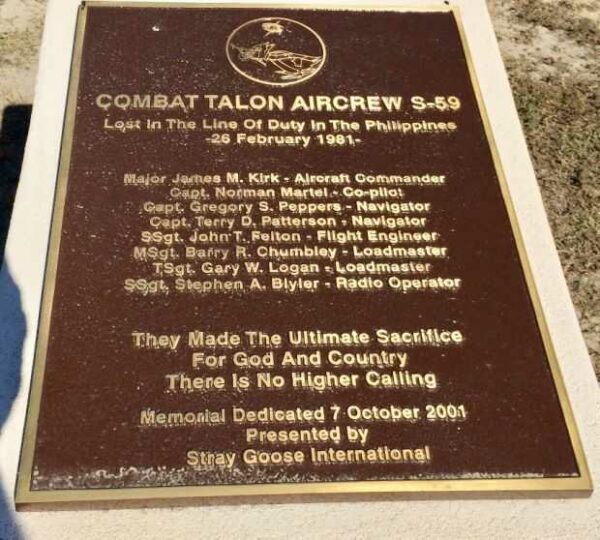 COMBAT TALON AIRCREW S-59
Lost In The Line Of Duty In The Philippines
-26 February 1981-
Major James M. Kirk - Aircraft Commander
Capt. Norman Martel - Co-pilot
Capt. Gregory S. Peppers - Navigator
Capt. Terry D. Patterson - Navigator
SSgt. John T. Felton - Flight Engineer
MSgt. Barry R. Chumbley - Loadmaster
TSgt. Gary W. Logan - Loadmaster
SSgt. Stephen A. Blyler - Radio Operator
They Made The Ultimate Sacrifice
For God And Country
There Is No Higher Calling
Memorial Dedicated 7 October 2001
Presented by
Stray Goose International